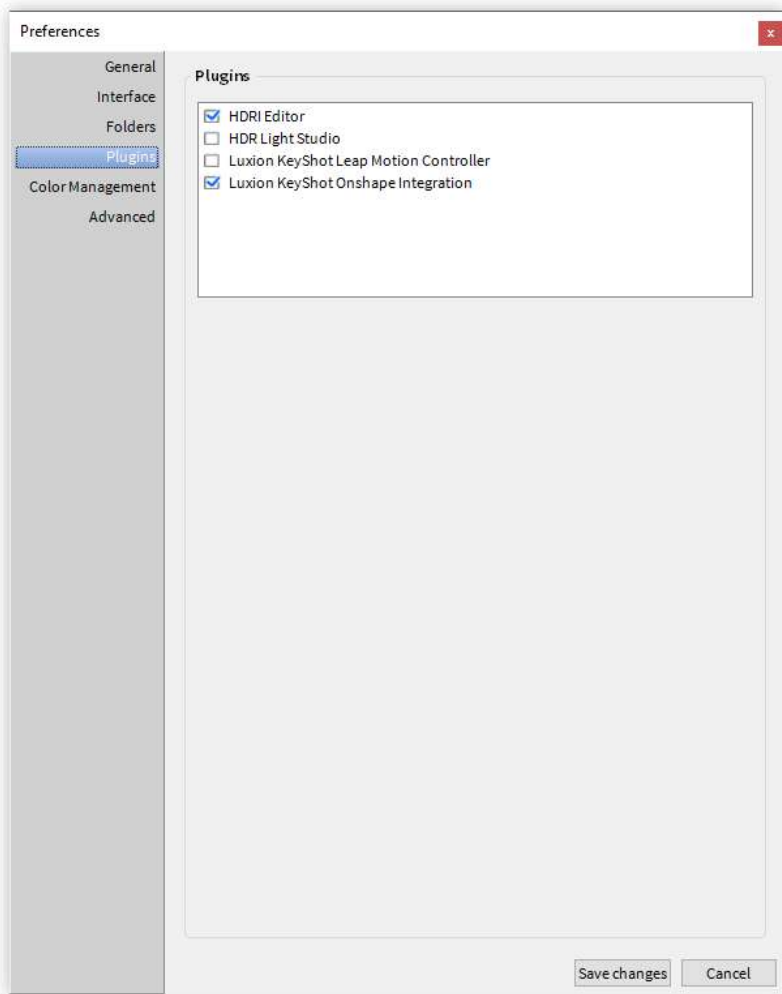 Preferences
x
General
Interface
Folders
Plugins
Color Management
Advanced
Plugins
HDRI Editor
HDR Light Studio
Luxion KeyShot Leap Motion Controller
Luxion KeyShot Onshape Integration
Save changes
Cancel